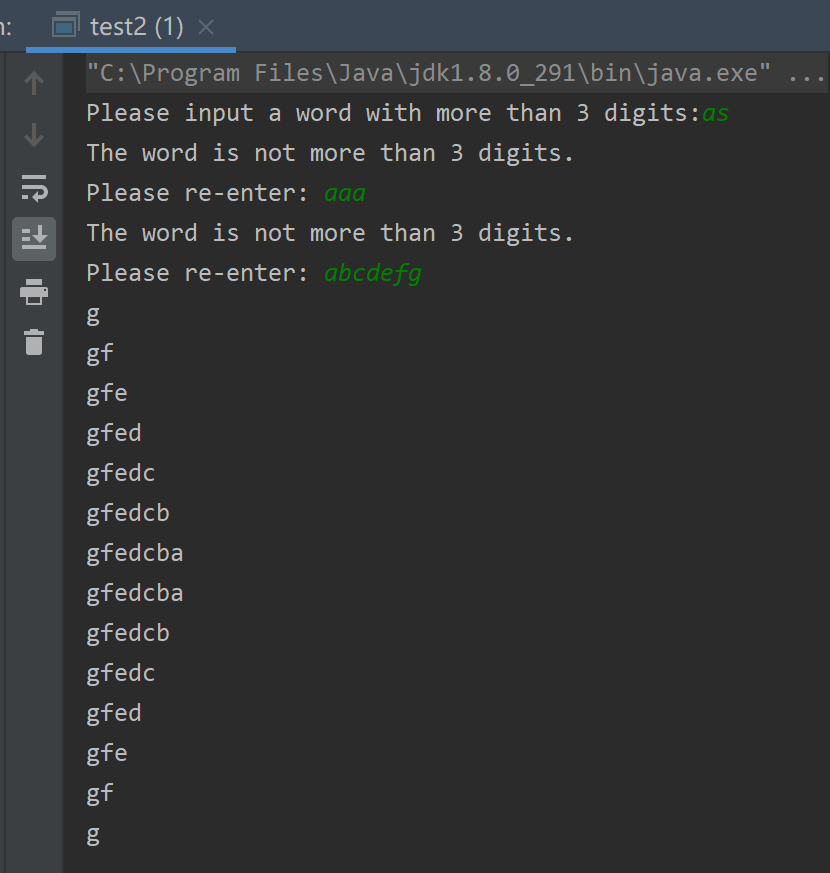 n:
test2 (1)
"C:\Program Files\Java\jdk1.8.0_291\bin\java.exe" ...
Please input a word with more than 3 digits:as
The word is not more than 3 digits.
Please re-enter: aaa
The word is not more than 3 digits.
Please re-enter: abcdefg
g
gf
gfe
gfed
gfedc
gfedcb
gfedcba
gfedcba
gfedcb
gfedc
gfed
gfe
gf
g